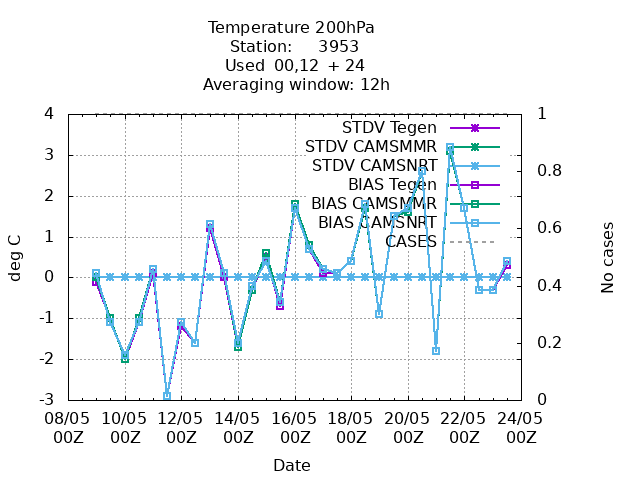 Temperature 200hPa
Station: 3953
Used 00,12 + 24
Averaging window: 12h
4
3
2
1
0
-1
-2
-3
deg C
1
0.8
0.6
0.4
0.2
0
No cases
STDV Tegen
STDV CAMSMMR
STDV CAMSNRT
BIAS Tegen
BIAS CAMSMMR
BIAS CAMSNRT
CASES
08/05 10/05 12/05 14/05 16/05 18/05 20/05 22/05 24/05
00Z 00Z 00Z 00Z 00Z 00Z 00Z 00Z 00Z
Date